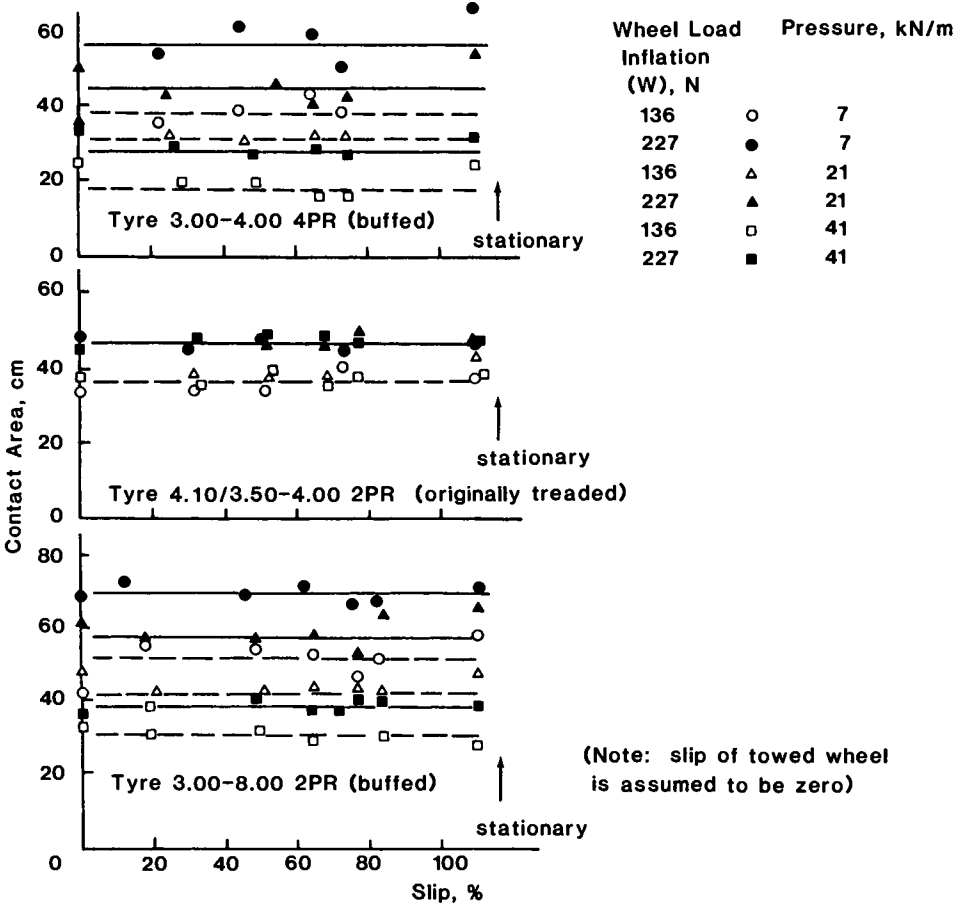 Wheel Load Pressure, kN/m
Inflation
(W), N
136 7
227 7
136 21
227 21
136 41
227 41
60
40
20
0
Tyre 3.00-4.00 4PR (buffed)
stationary
60
40
20
0
Tyre 4.10/3.50-4.00 2PR (originally treaded)
stationary
Contact Area, cm
80
60
40
20
0
Tyre 3.00-8.00 2PR (buffed)
stationary
(Note: slip of towed wheel
is assumed to be zero)
20 40 60 80 100
Slip, %